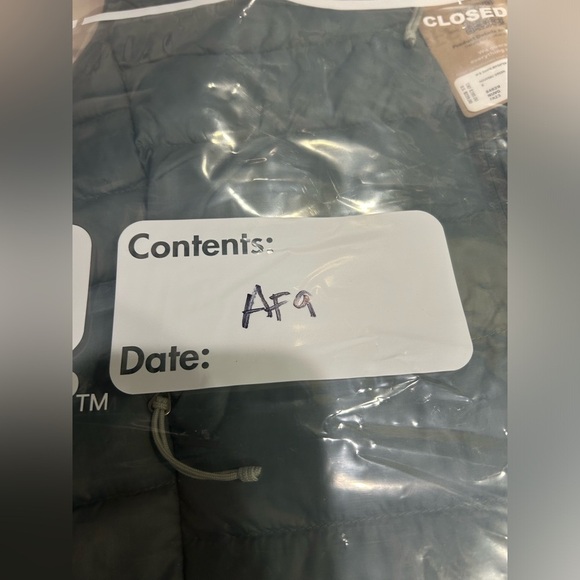 CLOSED
Contents:
AF9
Date:
TM